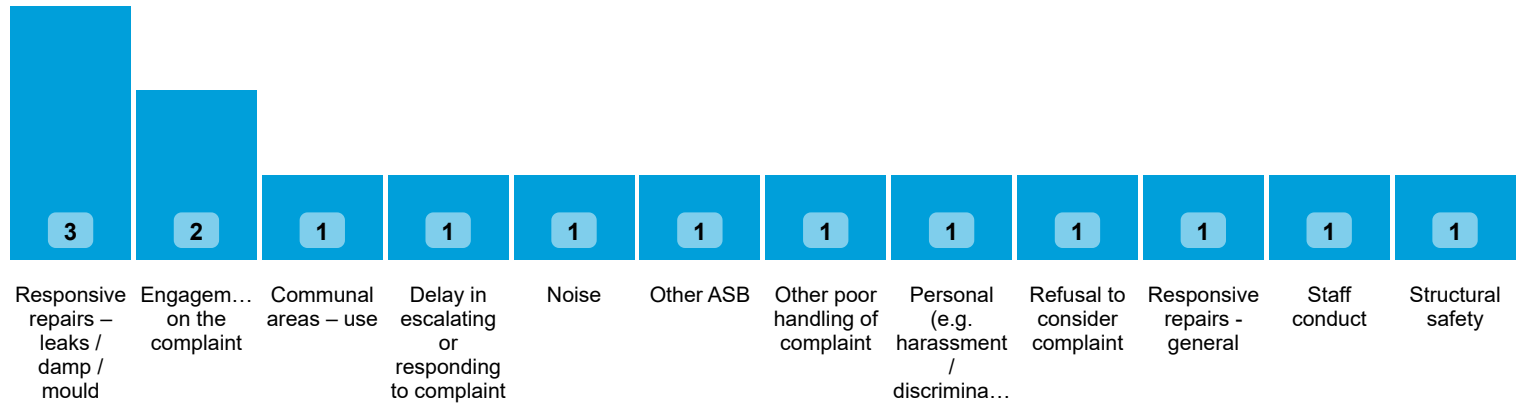 3
2
1
1
1
1
1
1
1
1
1
1
Responsive
repairs –
leaks /
damp /
mould
Engagem…
on the
complaint
Communal
areas – use
Delay in
escalating
or
responding
to complaint
Noise
Other ASB
Other poor
handling of
complaint
Personal
(e.g.
harassment
/
discrimina…
Refusal to
consider
complaint
Responsive
repairs -
general
Staff
conduct
Structural
safety